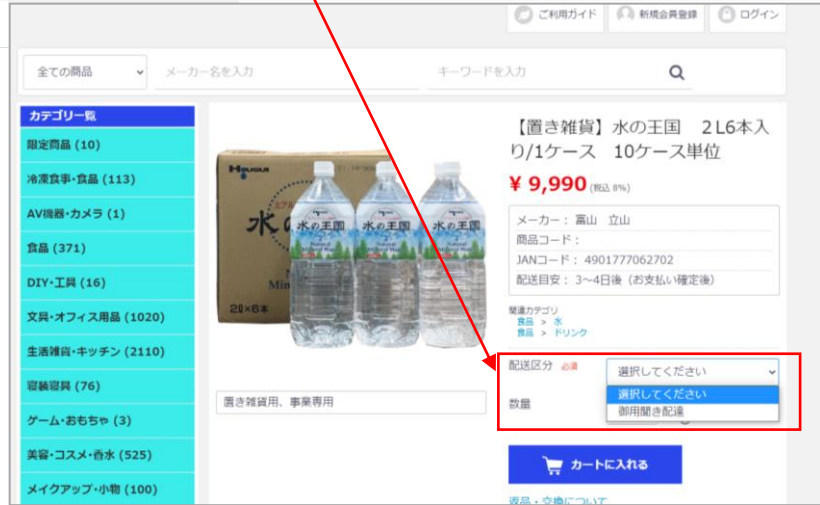 ご利用ガイド
新規会員登録
ログイン
全ての商品
メーカー名を入力
キーワードを入力
カテゴリ一覧
限定商品 (10)
冷凍食事・食品 (113)
AV機器・カメラ (1)
食品 (371)
DIY・工具 (16)
文具・オフィス用品 (1020)
生活雑貨・キッチン (2110)
寝装寝具 (76)
ゲーム・おもちゃ (3)
美容・コスメ・香水 (525)
メイクアップ・小物 (100)
水の王国
水の王国
水の王国
水の王国
Natural
Natural
Natural
2ℓ×6本
置き雑貨用、事業専用
【置き雑貨】水の王国 2L6本入
り/1ケース 10ケース単位
¥ 9,990 (税込 8%)
メーカー： 富山 立山
商品コード：
JANコード： 4901777062702
配送目安： 3～4日後（お支払い確定後）
関連カテゴリ
食品 > 水
食品 > ドリンク
配送区分 必須
選択してください
選択してください
御用聞き配達
数量
カートに入れる
返品・交換について